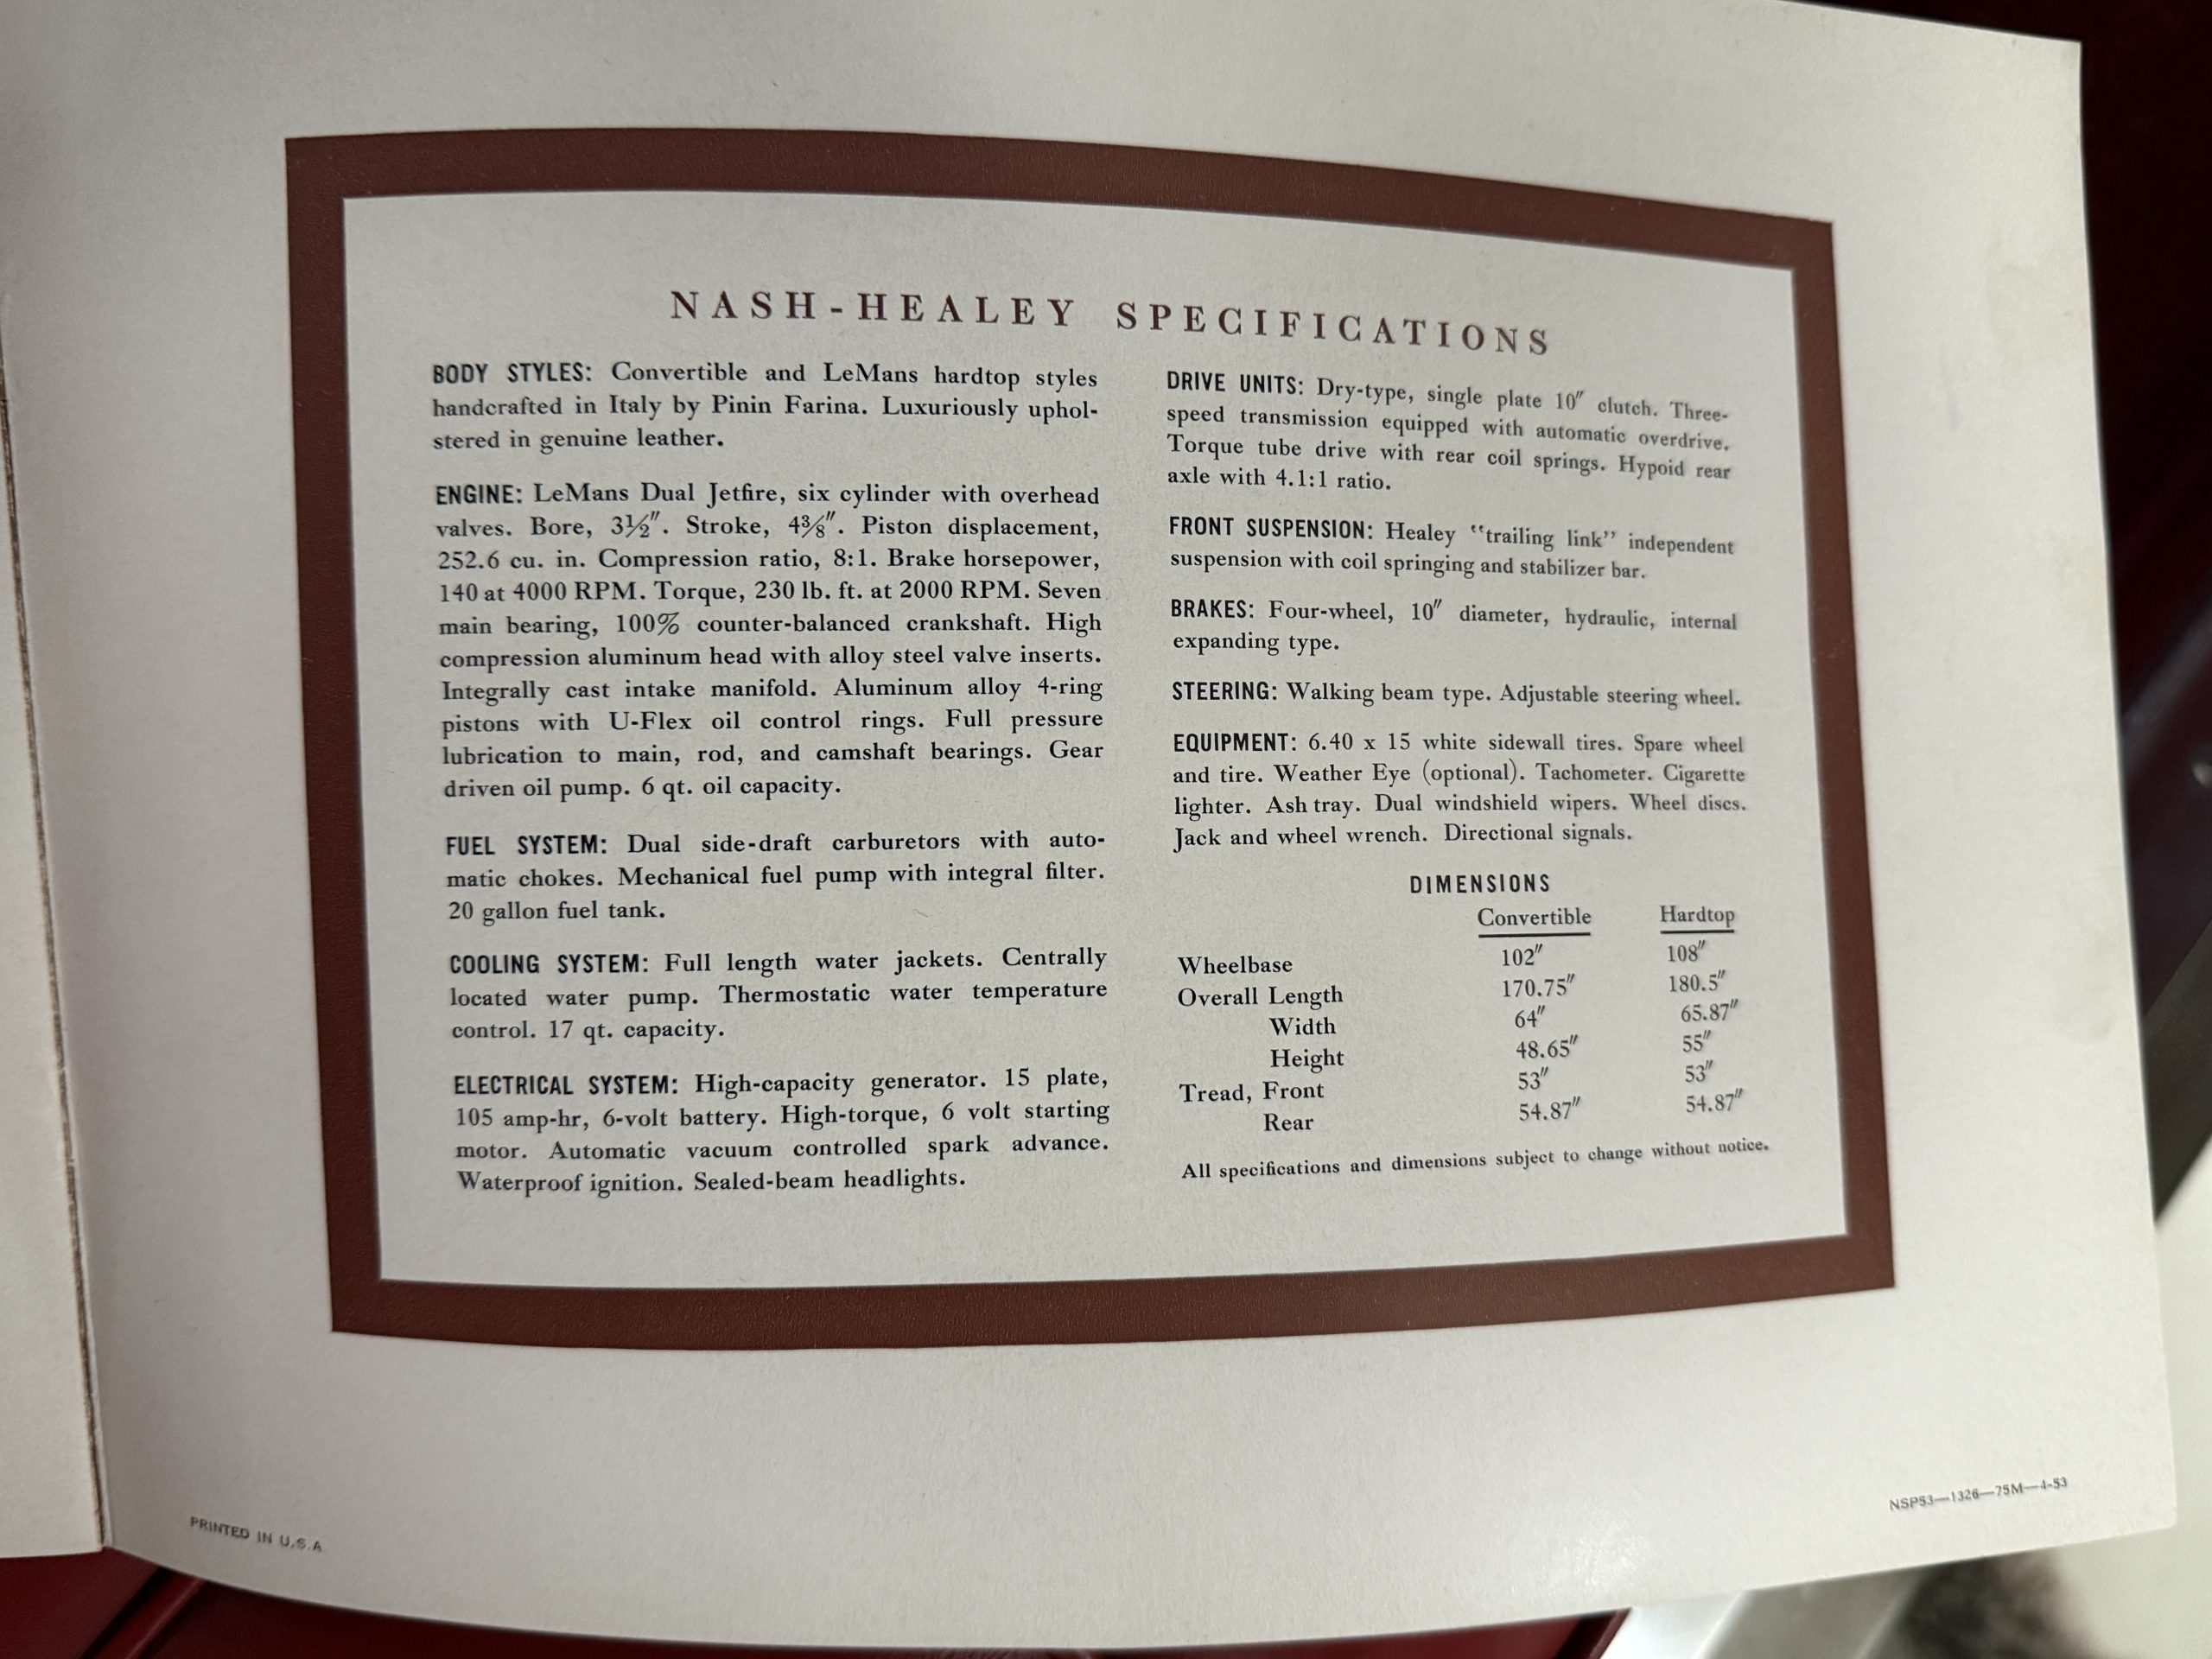 NASH-HEALEY SPECIFICATIONS
BODY STYLES: Convertible and LeMans hardtop styles
handcrafted in Italy by Pinin Farina. Luxuriously uphol-
stered in genuine leather.
ENGINE: LeMans Dual Jetfire, six cylinder with overhead
valves. Bore, 3½″. Stroke, 4⅜″. Piston displacement,
252.6 cu. in. Compression ratio, 8:1. Brake horsepower,
140 at 4000 RPM. Torque, 230 lb. ft. at 2000 RPM. Seven
main bearing, 100% counter-balanced crankshaft. High
compression aluminum head with alloy steel valve inserts.
Integrally cast intake manifold. Aluminum alloy 4-ring
pistons with U-Flex oil control rings. Full pressure
lubrication to main, rod, and camshaft bearings. Gear
driven oil pump. 6 qt. oil capacity.
FUEL SYSTEM: Dual side-draft carburetors with auto-
matic chokes. Mechanical fuel pump with integral filter.
20 gallon fuel tank.
COOLING SYSTEM: Full length water jackets. Centrally
located water pump. Thermostatic water temperature
control. 17 qt. capacity.
ELECTRICAL SYSTEM: High-capacity generator. 15 plate,
105 amp-hr, 6-volt battery. High-torque, 6 volt starting
motor. Automatic vacuum controlled spark advance.
Waterproof ignition. Sealed-beam headlights.
DRIVE UNITS: Dry-type, single plate 10″ clutch. Three-
speed transmission equipped with automatic overdrive.
Torque tube drive with rear coil springs. Hypoid rear
axle with 4.1:1 ratio.
FRONT SUSPENSION: Healey “trailing link” independent
suspension with coil springing and stabilizer bar.
BRAKES: Four-wheel, 10″ diameter, hydraulic, internal
expanding type.
STEERING: Walking beam type. Adjustable steering wheel.
EQUIPMENT: 6.40 x 15 white sidewall tires. Spare wheel
and tire. Weather Eye (optional). Tachometer. Cigarette
lighter. Ash tray. Dual windshield wipers. Wheel discs.
Jack and wheel wrench. Directional signals.
DIMENSIONS
Convertible Hardtop
Wheelbase 102″ 108″
Overall Length 170.75″ 180.5″
Width 64″ 65.87″
Height 48.65″ 55″
Tread, Front 53″ 53″
Rear 54.87″ 54.87″
All specifications and dimensions subject to change without notice.
PRINTED IN U.S.A
NSP53—1326—75M—4-53